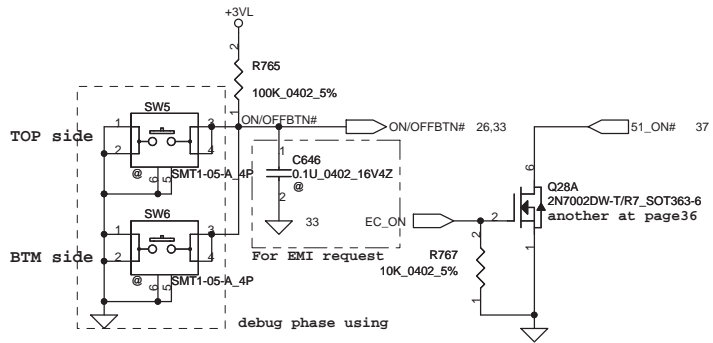 +3VL
2
R765
100K_0402_5%
1
SW5
TOP side
1
2
3
4
@
6
5
SMT1-05-A_4P
ON/OFFBTN#
ON/OFFBTN# 26,33
1
C646
0.1U_0402_16V4Z
@
2
For EMI request
SW6
BTM side
1
2
3
4
@
6
5
SMT1-05-A_4P
debug phase using
33 EC_ON
2
R767
10K_0402_5%
1
51_ON# 37
6
Q28A
2N7002DW-T/R7_SOT363-6
another at page36
2
1